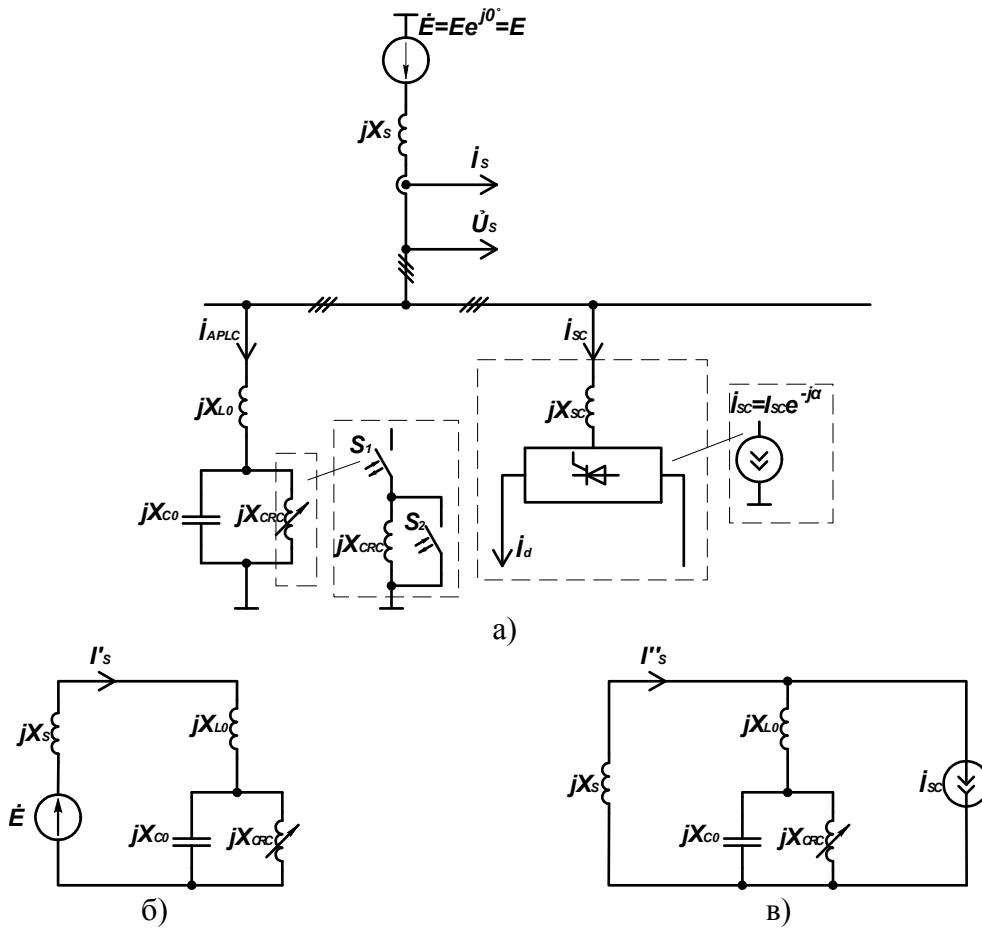 Ė=Ee^{j0°}=E
jX_S
İ_S
U̇_S
İ_APLC
İ_SC
jX_L0
jX_SC
İ_SC=I_SC e^{-jα}
S_1
jX_C0
jX_CRC
jX_CRC
S_2
İ_d
а)
I'_S
I''_S
jX_S
jX_L0
jX_L0
jX_S
İ_SC
Ė
jX_C0
jX_CRC
jX_C0
jX_CRC
б)
в)